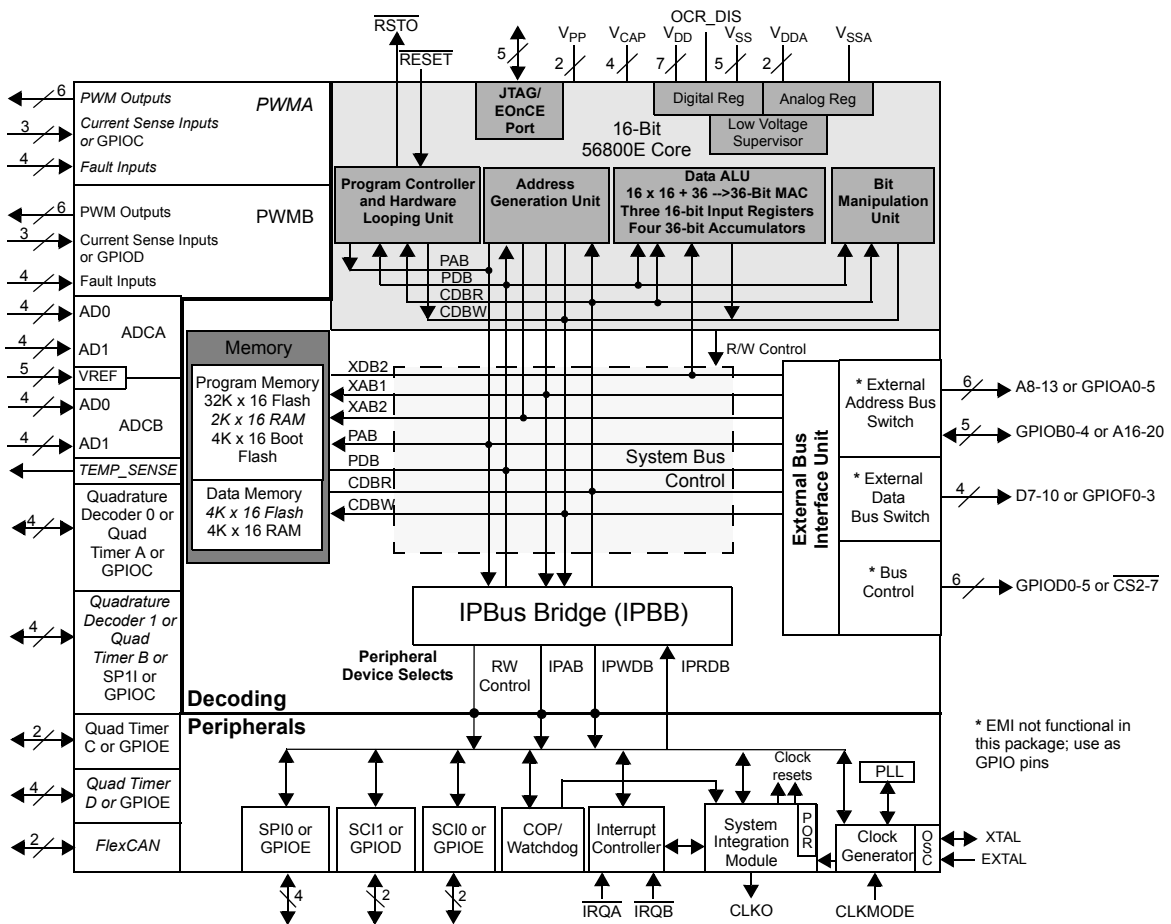 RSTO
RESET
5
VPP
2
VCAP
4
VDD
7
OCR_DIS
VSS
5
VDDA
2
VSSA
6
PWM Outputs
PWMA
3
Current Sense Inputs
or GPIOC
4
Fault Inputs
6
PWM Outputs
PWMB
3
Current Sense Inputs
or GPIOD
4
Fault Inputs
JTAG/
EOnCE
Port
16-Bit
56800E Core
Digital Reg
Analog Reg
Low Voltage
Supervisor
Program Controller
and Hardware
Looping Unit
Address
Generation Unit
Data ALU
16 x 16 + 36 -->36-Bit MAC
Three 16-bit Input Registers
Four 36-bit Accumulators
Bit
Manipulation
Unit
PAB
PDB
CDBR
CDBW
4
AD0
ADCA
4
AD1
5
VREF
4
AD0
ADCB
4
AD1
TEMP_SENSE
4
Quadrature
Decoder 0 or
Quad
Timer A or
GPIOC
4
Quadrature
Decoder 1 or
Quad
Timer B or
SP1I or
GPIOC
2
Quad Timer
C or GPIOE
4
Quad Timer
D or GPIOE
2
FlexCAN
Memory
Program Memory
32K x 16 Flash
2K x 16 RAM
4K x 16 Boot
Flash
Data Memory
4K x 16 Flash
4K x 16 RAM
XDB2
XAB1
XAB2
PAB
PDB
CDBR
CDBW
R/W Control
System Bus
Control
External Bus
Interface Unit
* External
Address Bus
Switch
* External
Data
Bus Switch
* Bus
Control
6
A8-13 or GPIOA0-5
5
GPIOB0-4 or A16-20
4
D7-10 or GPIOF0-3
6
GPIOD0-5 or CS2-7
IPBus Bridge (IPBB)
Peripheral
Device Selects
RW
Control
IPAB
IPWDB
IPRDB
Decoding
Peripherals
* EMI not functional in
this package; use as
GPIO pins
Clock
resets
PLL
SPI0 or
GPIOE
SCI1 or
GPIOD
SCI0 or
GPIOE
COP/
Watchdog
Interrupt
Controller
System
Integration
Module
POR
Clock
Generator
OSC
XTAL
EXTAL
4
2
2
IRQA
IRQB
CLKO
CLKMODE